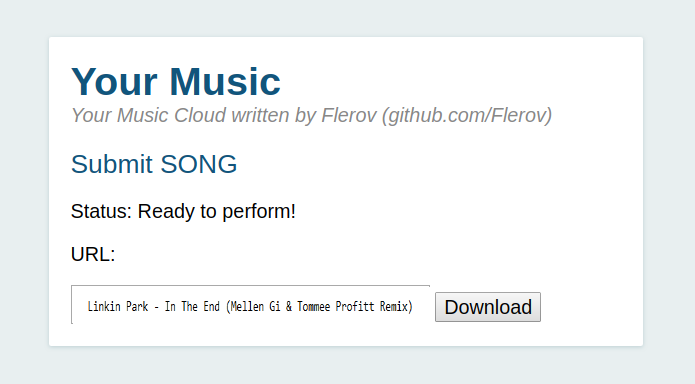 Your Music
Your Music Cloud written by Flerov (github.com/Flerov)
Submit SONG
Status: Ready to perform!
URL:
Linkin Park - In The End (Mellen Gi & Tommee Profitt Remix) Download